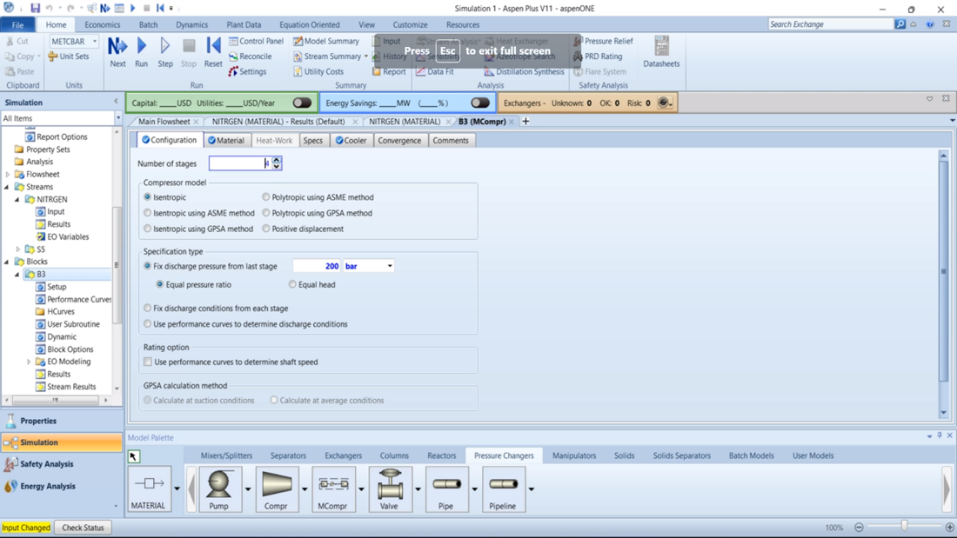 Simulation 1 - Aspen Plus V11 - aspenONE
File Home Economics Batch Dynamics Plant Data Equation Oriented View Customize Resources Search Exchange
Cut METCBAR Control Panel Model Summary Input Heat Exchanger Pressure Relief
Copy Unit Sets Next Run Step Stop Reset Reconcile Stream Summary History Azeotrope Search PRD Rating Datasheets
Paste Settings Utility Costs Report Data Fit Distillation Synthesis Flare System
Clipboard Units Run Summary Analysis Safety Analysis
Press Esc to exit full screen
Simulation Capital: ____USD Utilities: ____USD/Year Energy Savings: ____MW (____%) Exchangers - Unknown: 0 OK: 0 Risk: 0
All Items Main Flowsheet NITRGEN (MATERIAL) - Results (Default) NITRGEN (MATERIAL) B3 (MCompr)
Report Options
Property Sets
Analysis
Flowsheet
Streams
NITRGEN
Input
Results
EO Variables
S5
Blocks
B3
Setup
Performance Curves
HCurves
User Subroutine
Dynamic
Block Options
EO Modeling
Results
Stream Results
Configuration Material Heat-Work Specs Cooler Convergence Comments
Number of stages 4
Compressor model
Isentropic Polytropic using ASME method
Isentropic using ASME method Polytropic using GPSA method
Isentropic using GPSA method Positive displacement
Specification type
Fix discharge pressure from last stage 200 bar
Equal pressure ratio Equal head
Fix discharge conditions from each stage
Use performance curves to determine discharge conditions
Rating option
Use performance curves to determine shaft speed
GPSA calculation method
Calculate at suction conditions Calculate at average conditions
Properties
Simulation
Safety Analysis
Energy Analysis
Model Palette
Mixers/Splitters Separators Exchangers Columns Reactors Pressure Changers Manipulators Solids Solids Separators Batch Models User Models
MATERIAL Pump Compr MCompr Valve Pipe Pipeline
Input Changed Check Status 100%